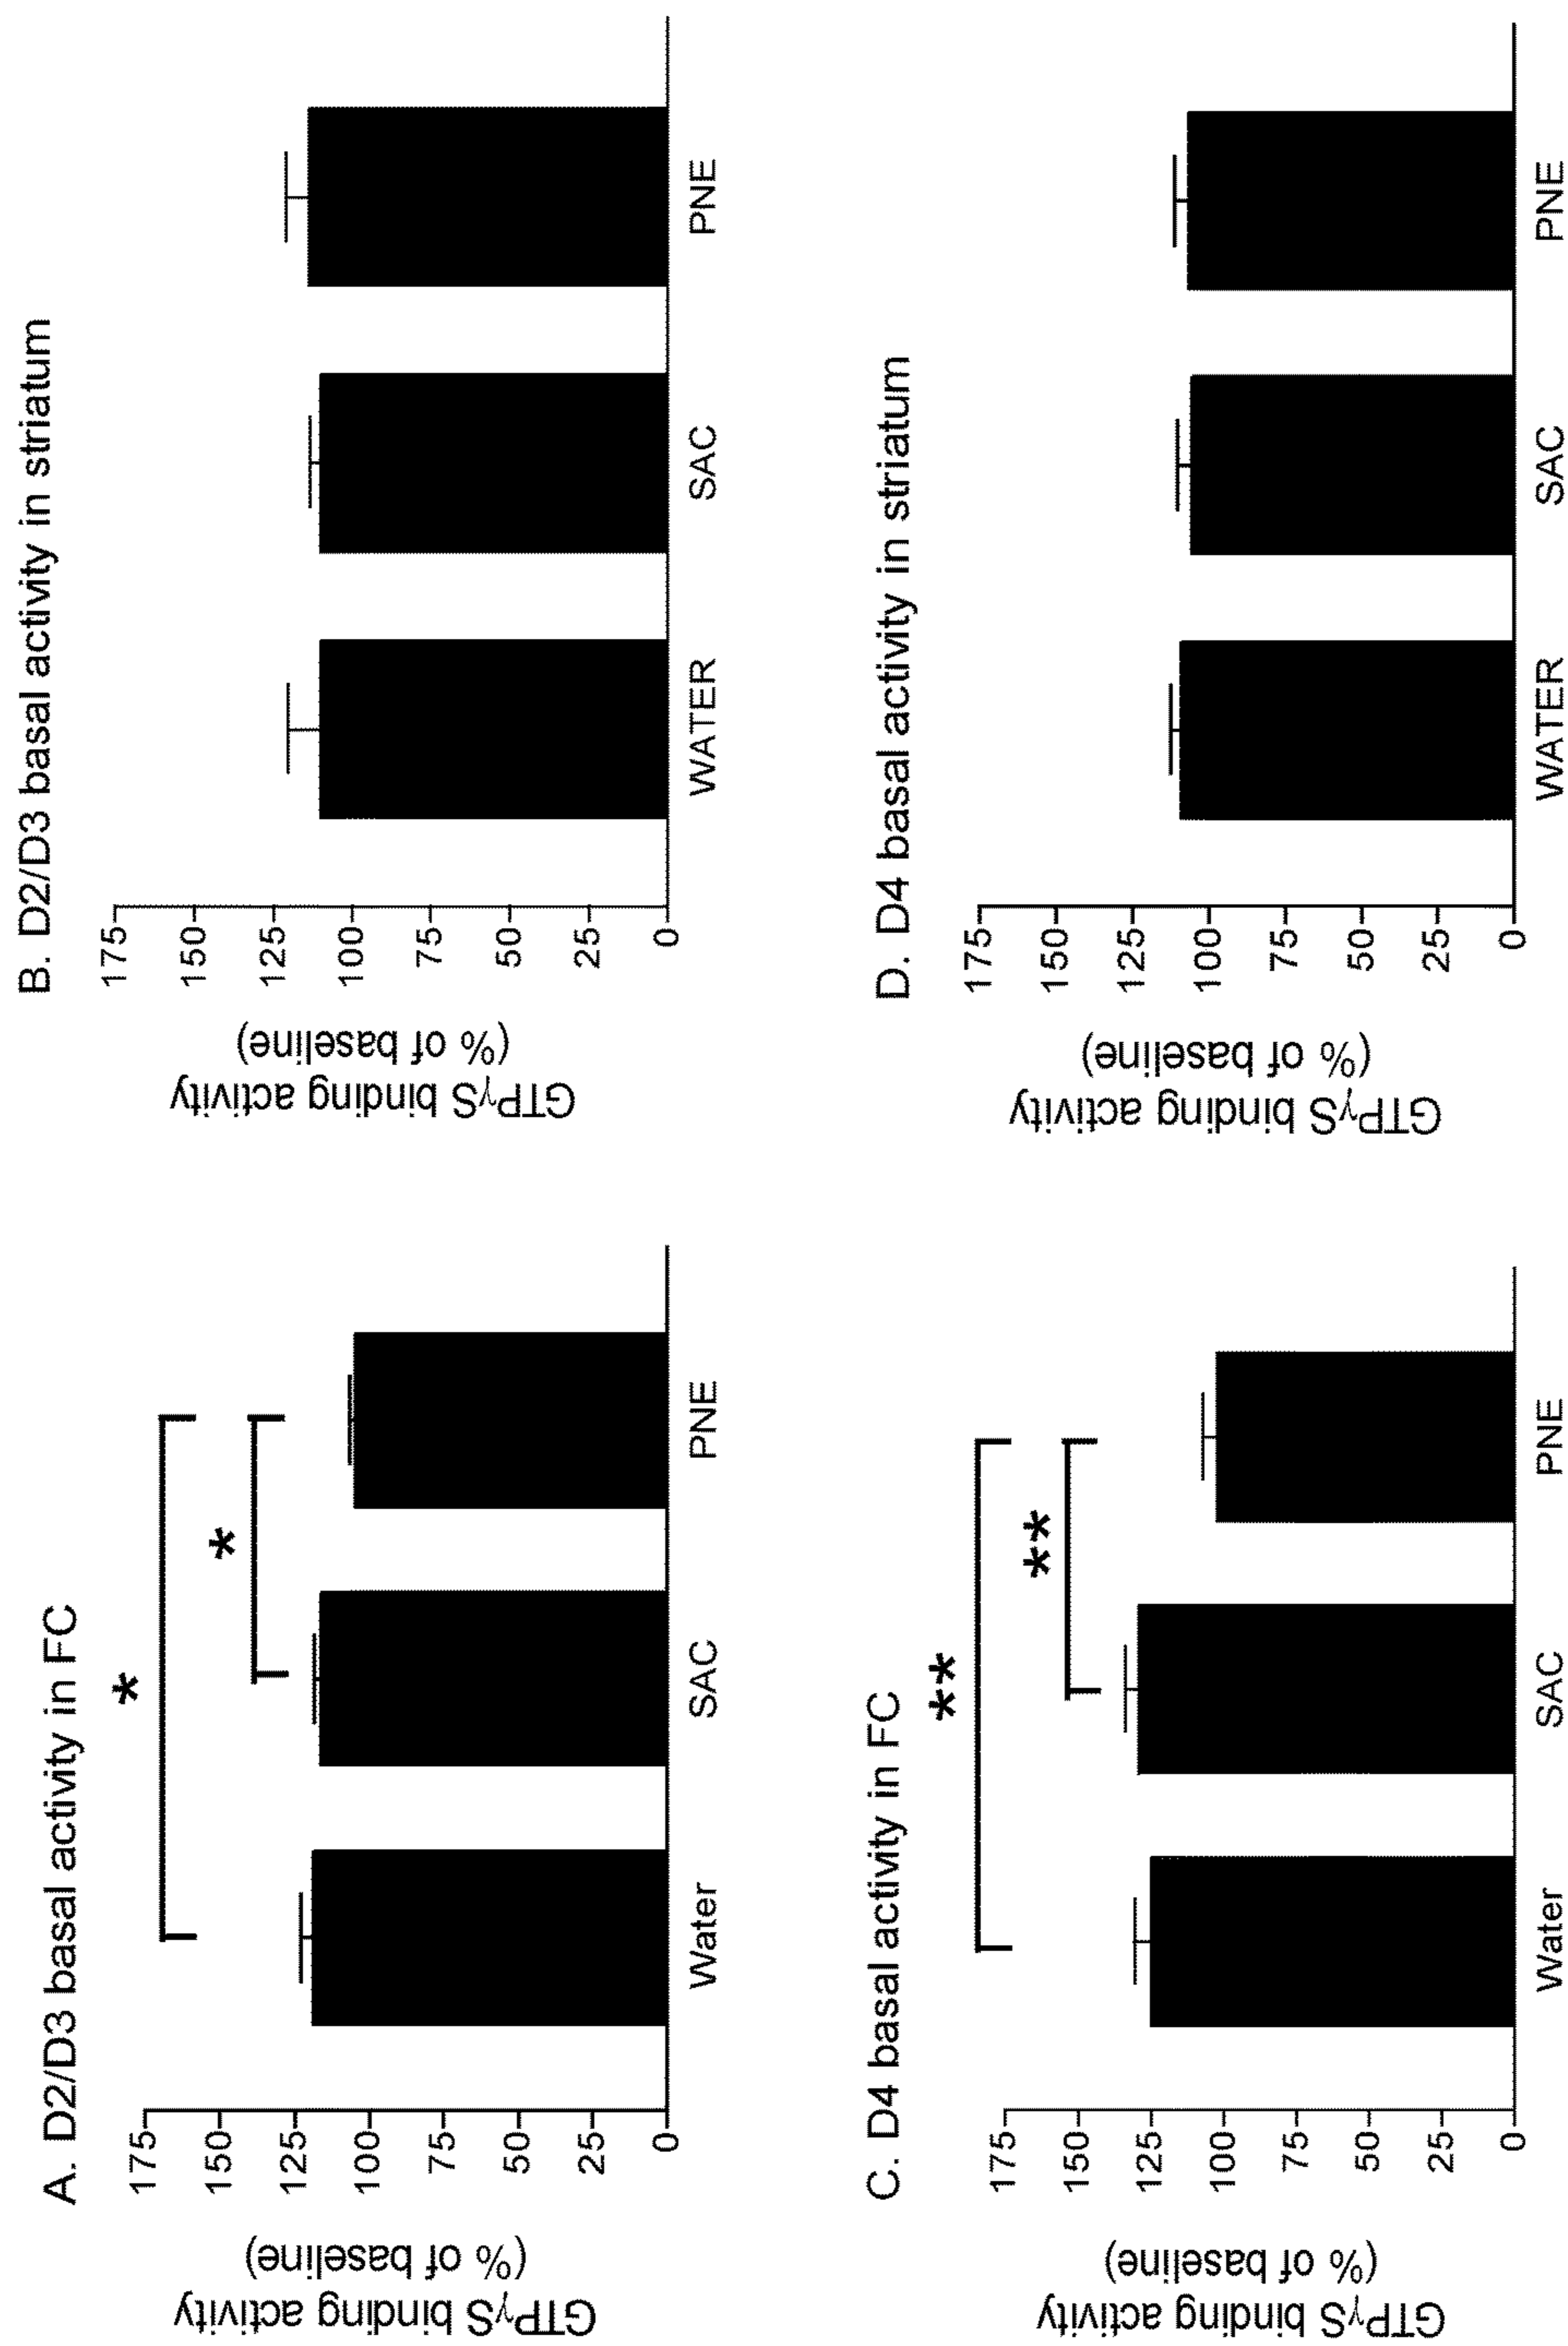 A. D2/D3 basal activity in FC
GTPγS binding activity
(% of baseline)
175
150
125
100
75
50
25
0
*
*
Water
SAC
PNE
B. D2/D3 basal activity in striatum
GTPγS binding activity
(% of baseline)
175
150
125
100
75
50
25
0
WATER
SAC
PNE
C. D4 basal activity in FC
GTPγS binding activity
(% of baseline)
175
150
125
100
75
50
25
0
**
**
Water
SAC
PNE
D. D4 basal activity in striatum
GTPγS binding activity
(% of baseline)
175
150
125
100
75
50
25
0
WATER
SAC
PNE